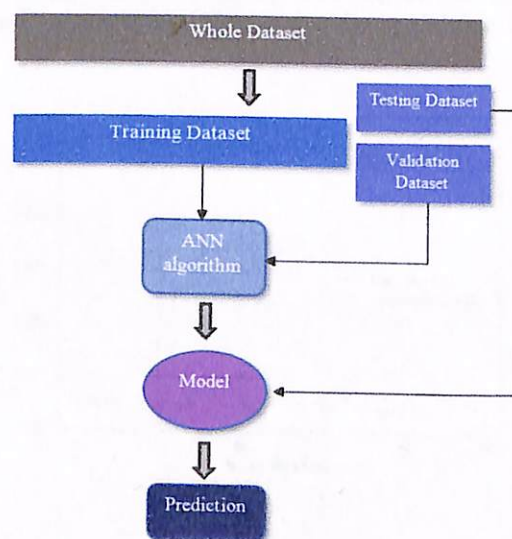 Whole Dataset
Testing Dataset
Training Dataset
Validation
Dataset
ANN
algorithm
Model
Prediction